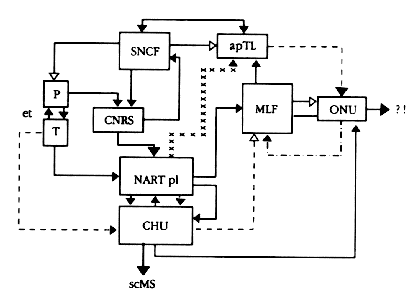 SNCF
apTL
P
et
T
CNRS
MLF
ONU
?!
NART pl
CHU
scMS